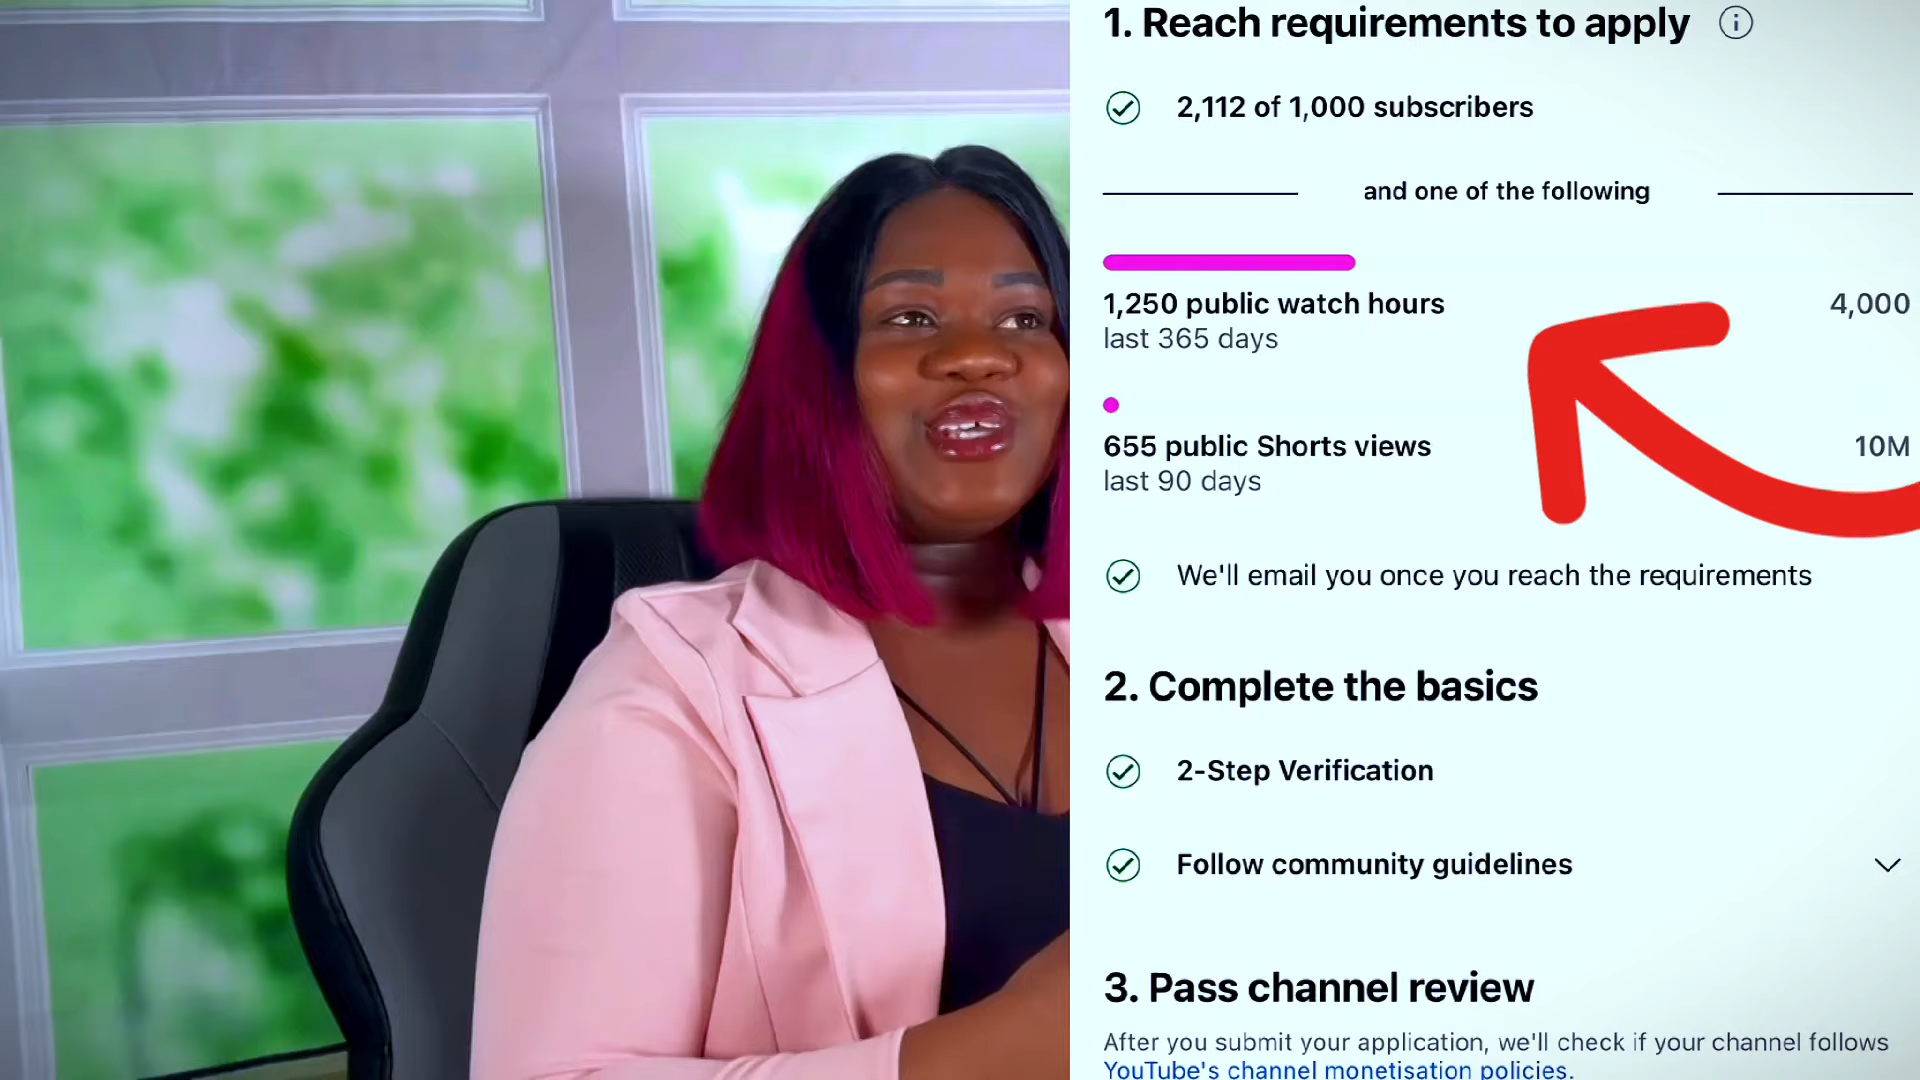 1. Reach requirements to apply
2,112 of 1,000 subscribers
and one of the following
1,250 public watch hours 4,000
last 365 days
655 public Shorts views 10M
last 90 days
We'll email you once you reach the requirements
2. Complete the basics
2-Step Verification
Follow community guidelines
3. Pass channel review
After you submit your application, we'll check if your channel follows
YouTube's channel monetisation policies.